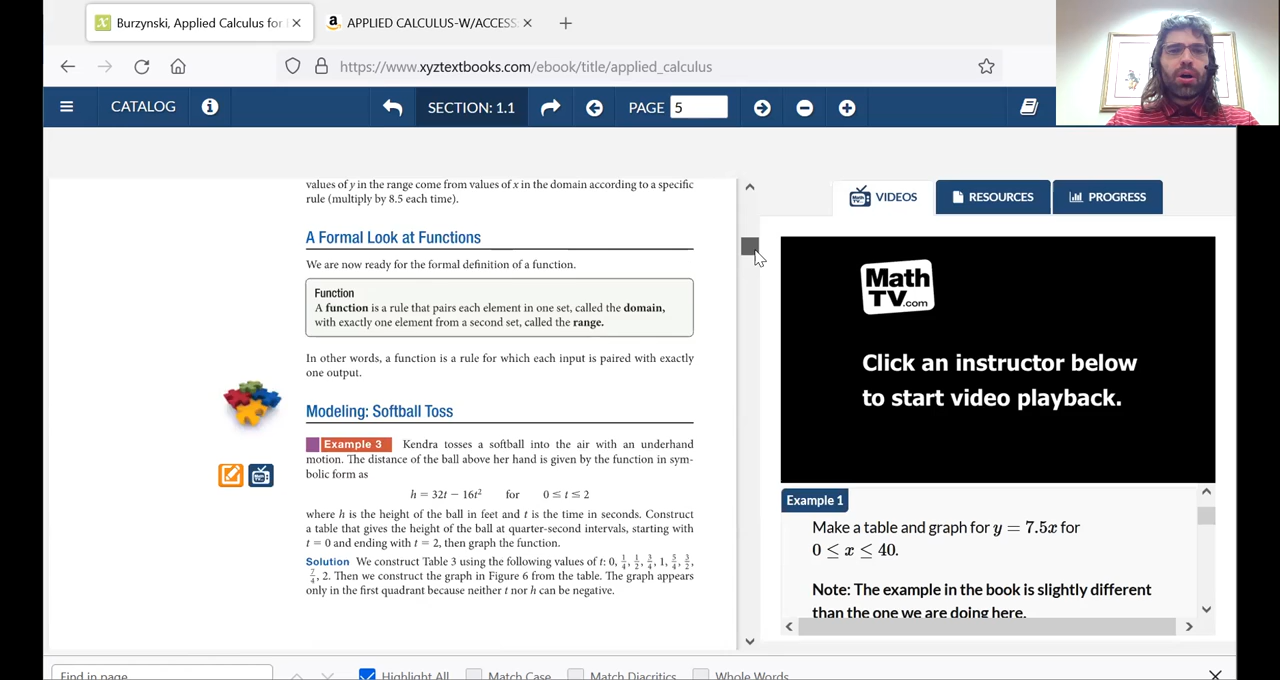 Burzynski, Applied Calculus for
APPLIED CALCULUS-W/ACCESS
https://www.xyztextbooks.com/ebook/title/applied_calculus
CATALOG
SECTION: 1.1
PAGE 5
values of y in the range come from values of x in the domain according to a specific
rule (multiply by 8.5 each time).
A Formal Look at Functions
We are now ready for the formal definition of a function.
Function
A function is a rule that pairs each element in one set, called the domain,
with exactly one element from a second set, called the range.
In other words, a function is a rule for which each input is paired with exactly
one output.
Modeling: Softball Toss
Example 3 Kendra tosses a softball into the air with an underhand
motion. The distance of the ball above her hand is given by the function in sym-
bolic form as
h = 32t − 16t² for 0 ≤ t ≤ 2
where h is the height of the ball in feet and t is the time in seconds. Construct
a table that gives the height of the ball at quarter-second intervals, starting with
t = 0 and ending with t = 2, then graph the function.
Solution We construct Table 3 using the following values of t: 0, 1/4, 1/2, 3/4, 1, 5/4, 3/2,
7/4, 2. Then we construct the graph in Figure 6 from the table. The graph appears
only in the first quadrant because neither t nor h can be negative.
VIDEOS
RESOURCES
PROGRESS
Math
TV.com
Click an instructor below
to start video playback.
Example 1
Make a table and graph for y = 7.5x for
0 ≤ x ≤ 40.
Note: The example in the book is slightly different
than the one we are doing here.
Find in page
Highlight All
Match Case
Match Diacritics
Whole Words